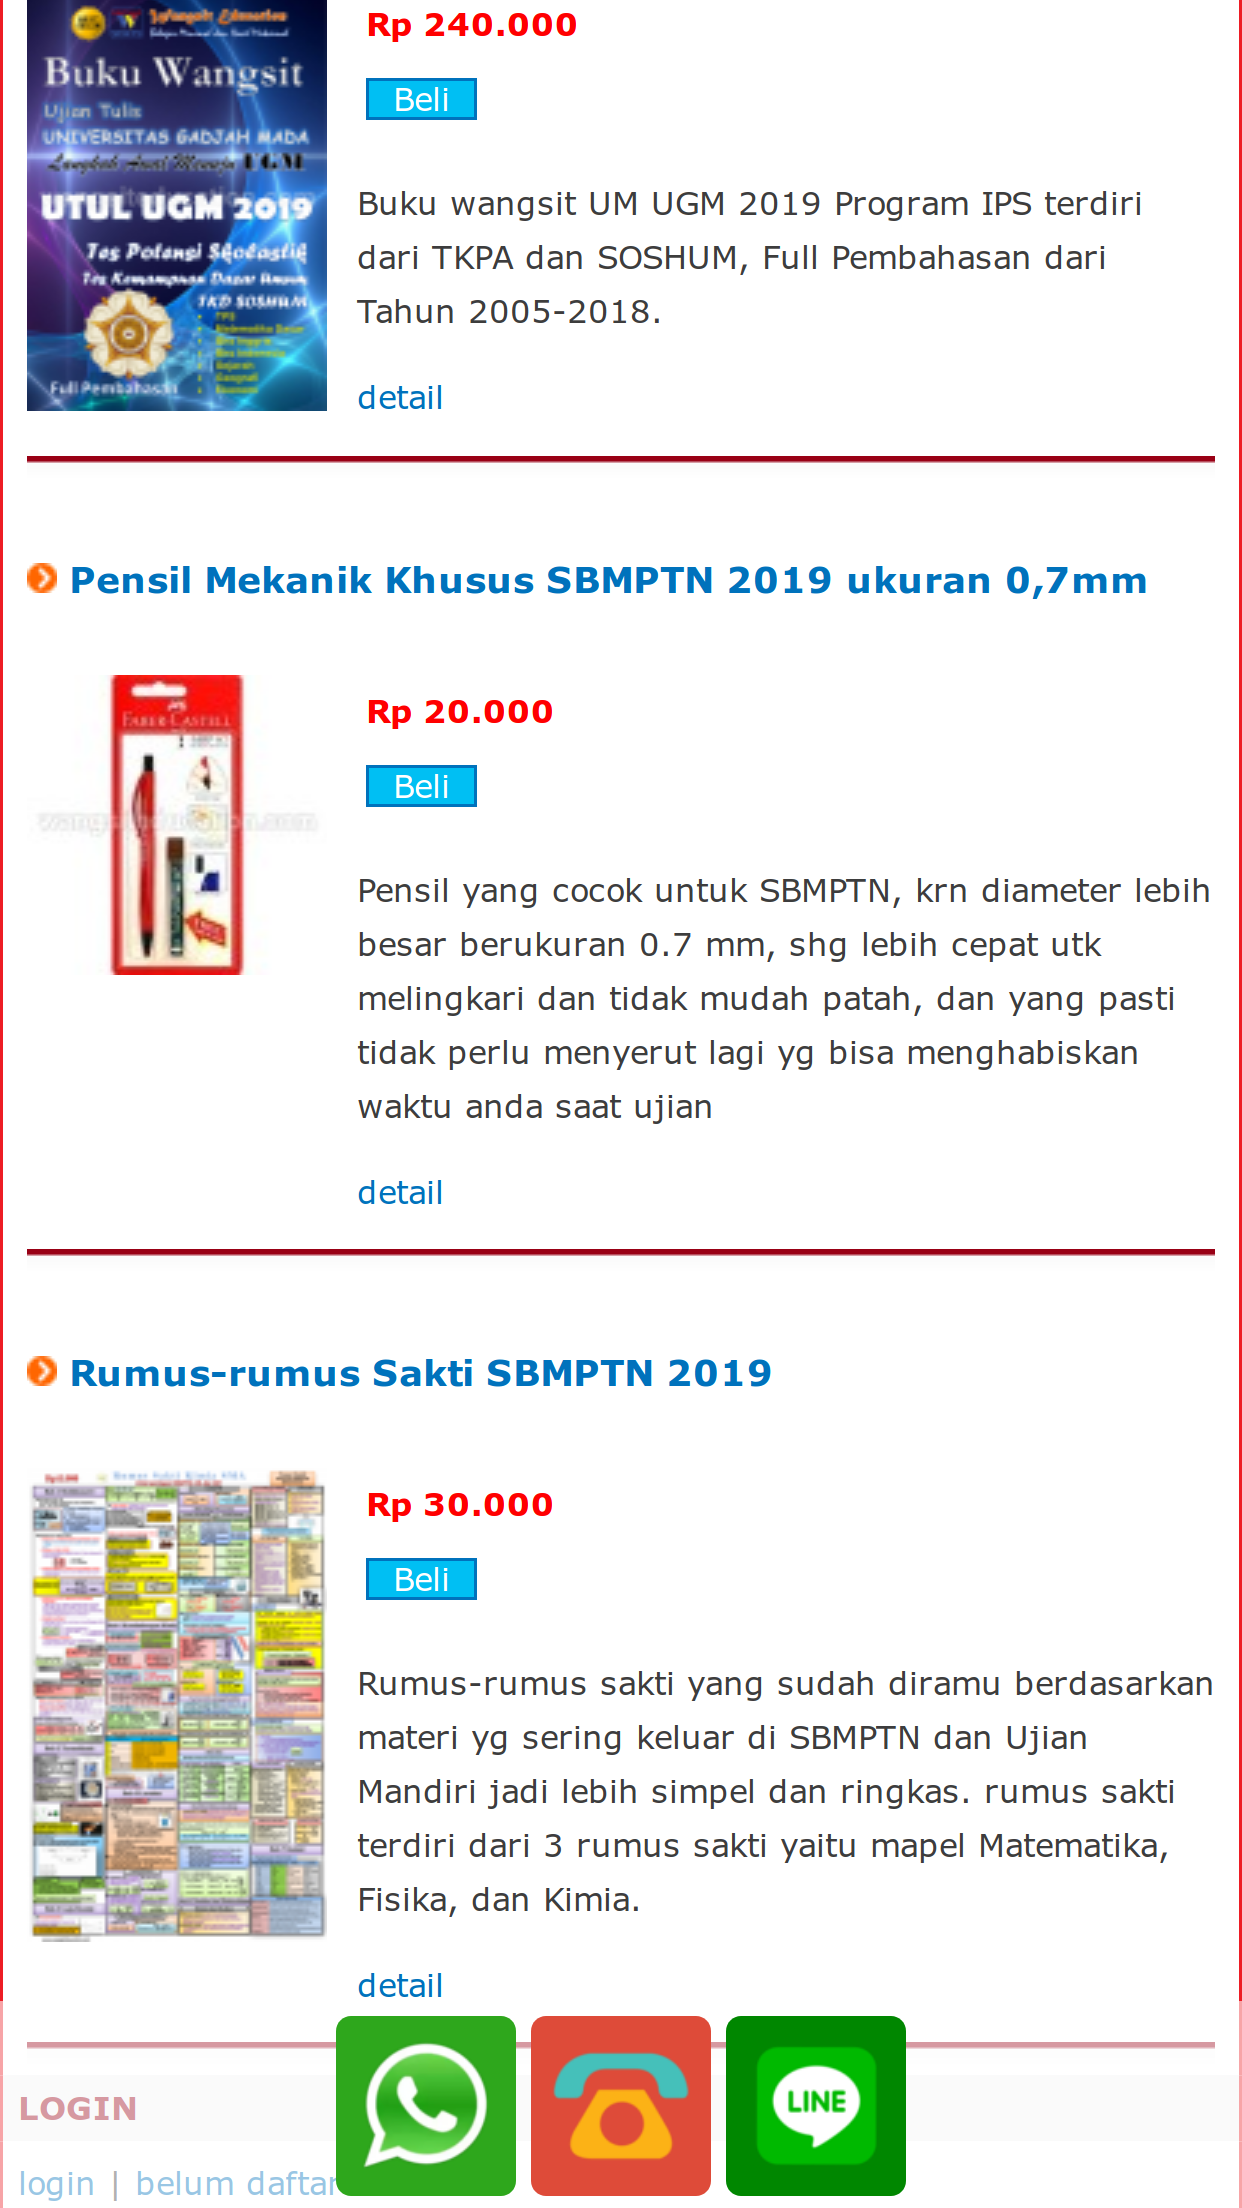 Rp 240.000
Buku Wangsit
Ujian Tulis
UNIVERSITAS GADJAH MADA
UGM
UTUL UGM 2019
Tes Potensi Skolastik
Tes Kemampuan Dasar Umum
TKD SOSHUM
Full Pembahasan
Beli
Buku wangsit UM UGM 2019 Program IPS terdiri
dari TKPA dan SOSHUM, Full Pembahasan dari
Tahun 2005-2018.
detail
Pensil Mekanik Khusus SBMPTN 2019 ukuran 0,7mm
FABER-CASTELL
Rp 20.000
Beli
Pensil yang cocok untuk SBMPTN, krn diameter lebih
besar berukuran 0.7 mm, shg lebih cepat utk
melingkari dan tidak mudah patah, dan yang pasti
tidak perlu menyerut lagi yg bisa menghabiskan
waktu anda saat ujian
detail
Rumus-rumus Sakti SBMPTN 2019
Rp 30.000
Beli
Rumus-rumus sakti yang sudah diramu berdasarkan
materi yg sering keluar di SBMPTN dan Ujian
Mandiri jadi lebih simpel dan ringkas. rumus sakti
terdiri dari 3 rumus sakti yaitu mapel Matematika,
Fisika, dan Kimia.
detail
LINE
LOGIN
login | belum daftar